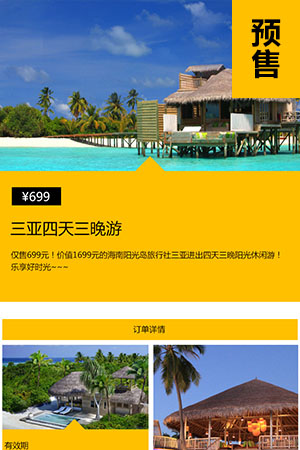 预
售
¥699
三亚四天三晚游
仅售699元！价值1699元的海南阳光岛旅行社三亚进出四天三晚阳光休闲游！
乐享好时光~~~
订单详情
有效期